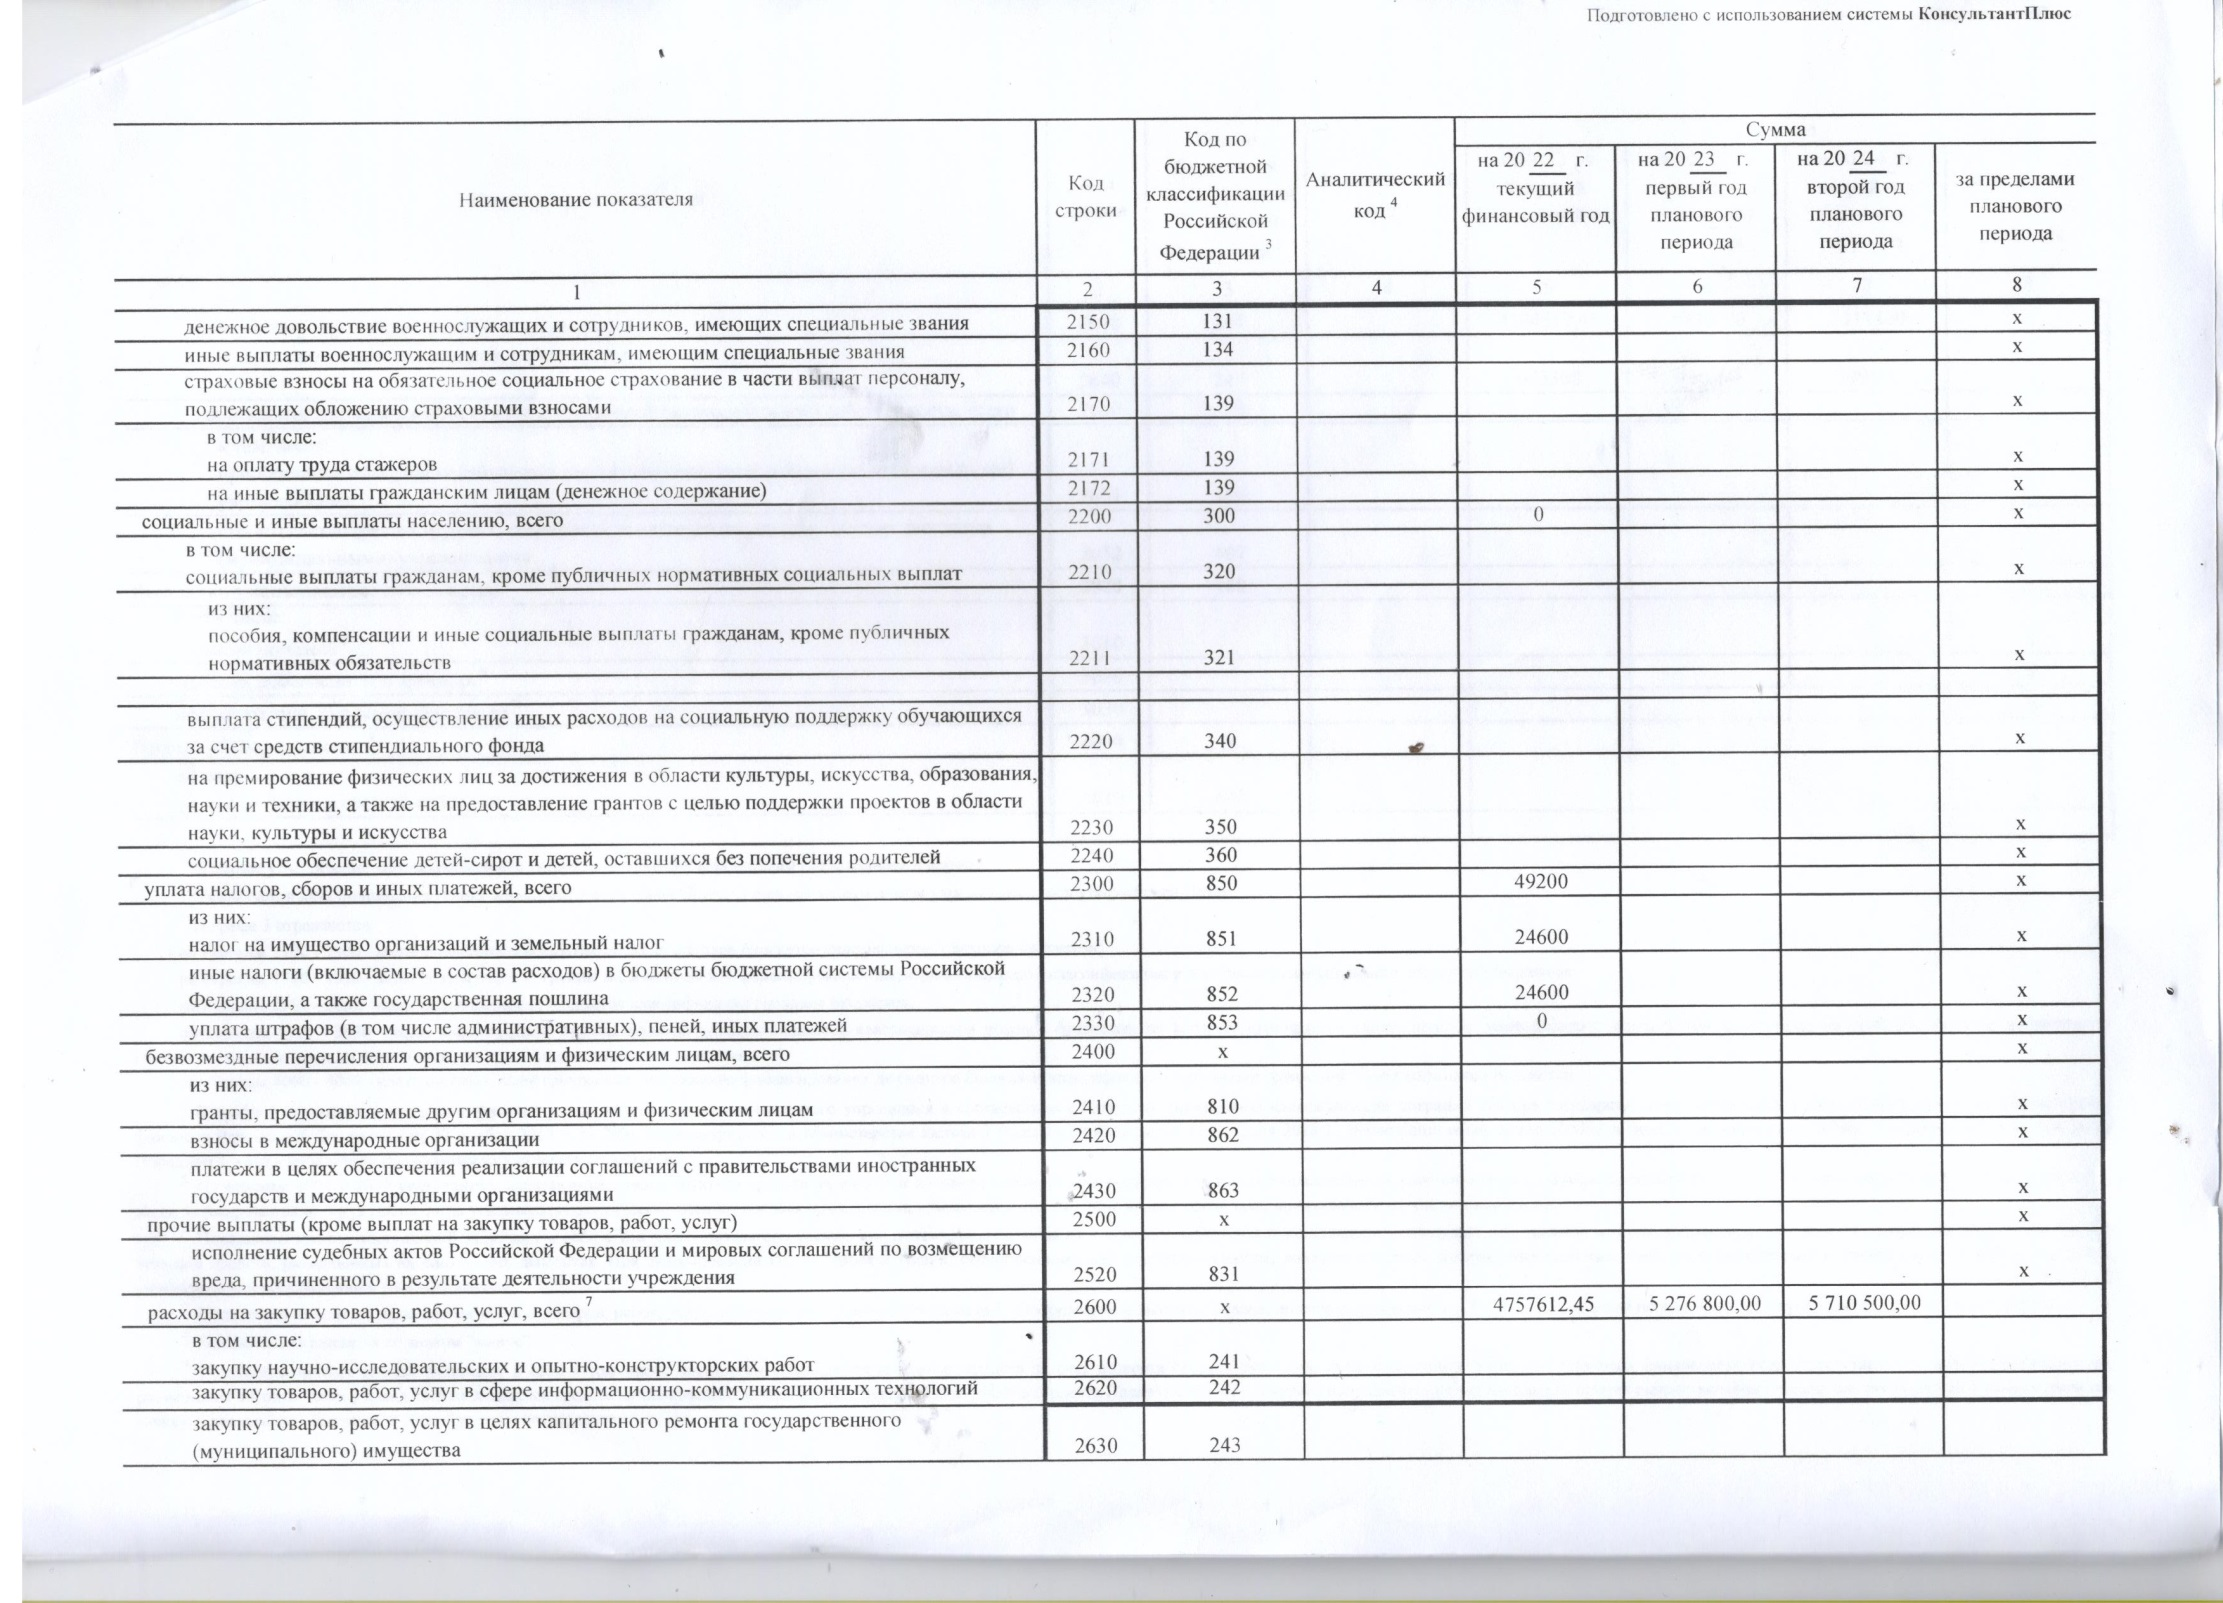 Подготовлено с использованием системы КонсультантПлюс
Наименование показателя
Код
строки
Код по
бюджетной
классификации
Российской
Федерации 3
Аналитический
код 4
Сумма
на 20 22 г.
текущий
финансовый год
на 20 23 г.
первый год
планового
периода
на 20 24 г.
второй год
планового
периода
за пределами
планового
периода
1 2 3 4 5 6 7 8
денежное довольствие военнослужащих и сотрудников, имеющих специальные звания 2150 131 x
иные выплаты военнослужащим и сотрудникам, имеющим специальные звания 2160 134 x
страховые взносы на обязательное социальное страхование в части выплат персоналу,
подлежащих обложению страховыми взносами 2170 139 x
в том числе:
на оплату труда стажеров 2171 139 x
на иные выплаты гражданским лицам (денежное содержание) 2172 139 x
социальные и иные выплаты населению, всего 2200 300 0 x
в том числе:
социальные выплаты гражданам, кроме публичных нормативных социальных выплат 2210 320 x
из них:
пособия, компенсации и иные социальные выплаты гражданам, кроме публичных
нормативных обязательств 2211 321 x
выплата стипендий, осуществление иных расходов на социальную поддержку обучающихся
за счет средств стипендиального фонда 2220 340 x
на премирование физических лиц за достижения в области культуры, искусства, образования,
науки и техники, а также на предоставление грантов с целью поддержки проектов в области
науки, культуры и искусства 2230 350 x
социальное обеспечение детей-сирот и детей, оставшихся без попечения родителей 2240 360 x
уплата налогов, сборов и иных платежей, всего 2300 850 49200 x
из них:
налог на имущество организаций и земельный налог 2310 851 24600 x
иные налоги (включаемые в состав расходов) в бюджеты бюджетной системы Российской
Федерации, а также государственная пошлина 2320 852 24600 x
уплата штрафов (в том числе административных), пеней, иных платежей 2330 853 0 x
безвозмездные перечисления организациям и физическим лицам, всего 2400 x x
из них:
гранты, предоставляемые другим организациям и физическим лицам 2410 810 x
взносы в международные организации 2420 862 x
платежи в целях обеспечения реализации соглашений с правительствами иностранных
государств и международными организациями 2430 863 x
прочие выплаты (кроме выплат на закупку товаров, работ, услуг) 2500 x x
исполнение судебных актов Российской Федерации и мировых соглашений по возмещению
вреда, причиненного в результате деятельности учреждения 2520 831 x
расходы на закупку товаров, работ, услуг, всего 7 2600 x 4757612,45 5 276 800,00 5 710 500,00
в том числе:
закупку научно-исследовательских и опытно-конструкторских работ 2610 241
закупку товаров, работ, услуг в сфере информационно-коммуникационных технологий 2620 242
закупку товаров, работ, услуг в целях капитального ремонта государственного
(муниципального) имущества 2630 243